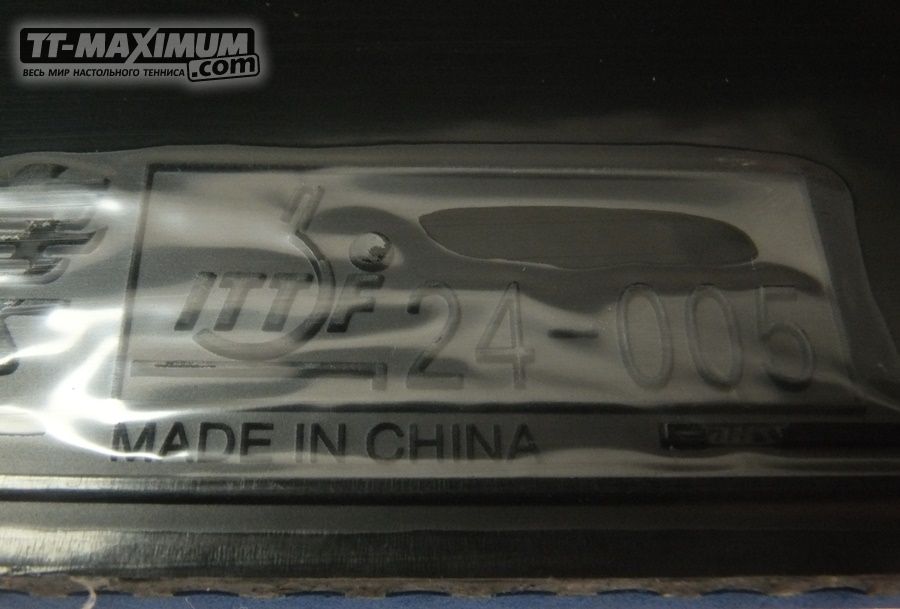 TT-MAXIMUM
.com
ВЕСЬ МИР НАСТОЛЬНОГО ТЕННИСА
ITTF
24-005
MADE IN CHINA